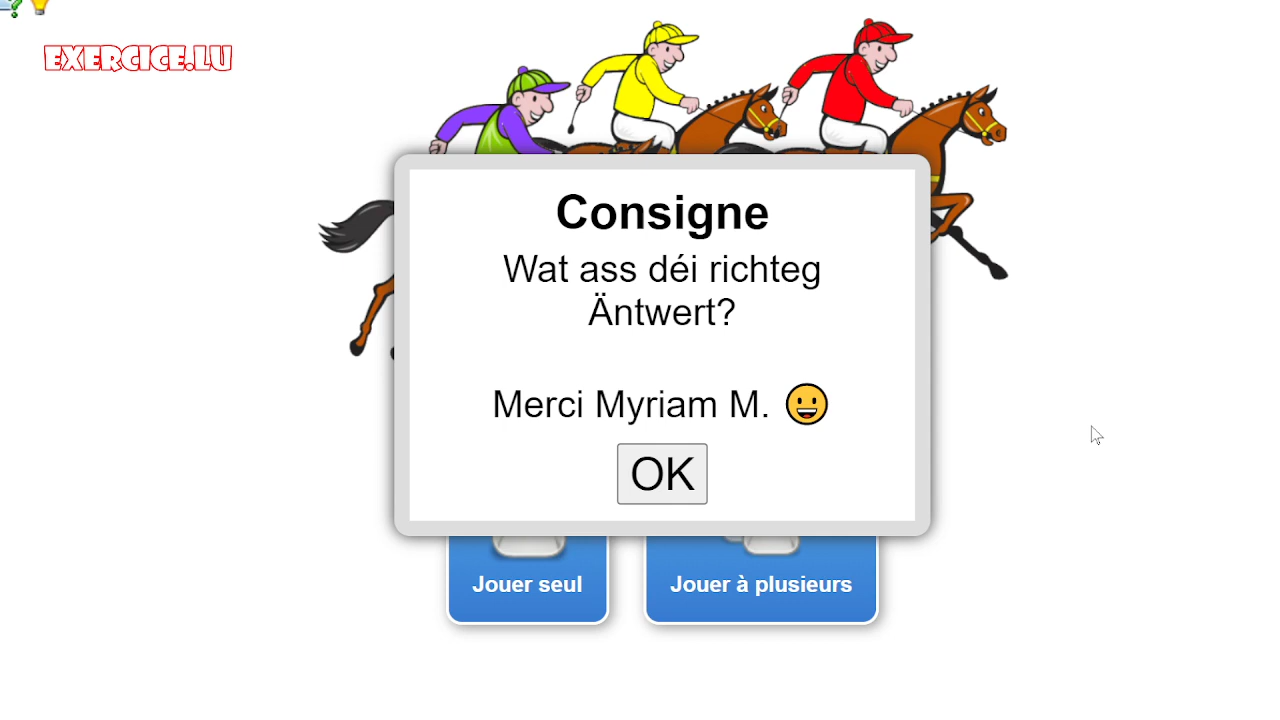 EXERCICE.LU
Consigne
Wat ass déi richteg
Äntwert?
Merci Myriam M. 😀
OK
Jouer seul
Jouer à plusieurs